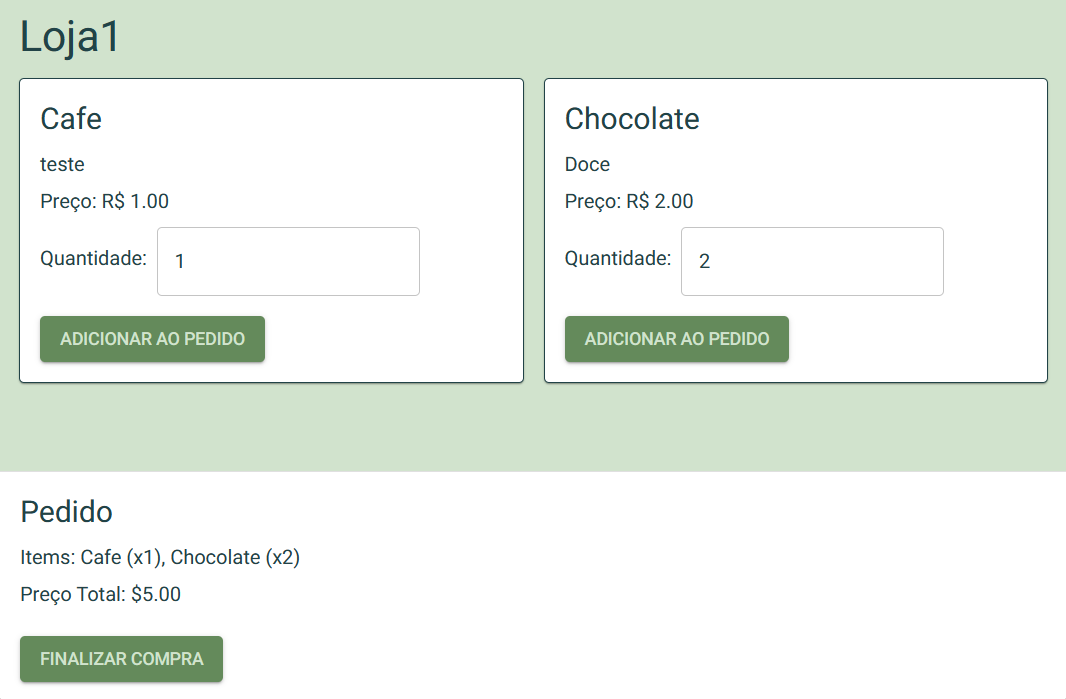 Loja1
Cafe
teste
Preço: R$ 1.00
Quantidade: 1
ADICIONAR AO PEDIDO
Chocolate
Doce
Preço: R$ 2.00
Quantidade: 2
ADICIONAR AO PEDIDO
Pedido
Items: Cafe (x1), Chocolate (x2)
Preço Total: $5.00
FINALIZAR COMPRA